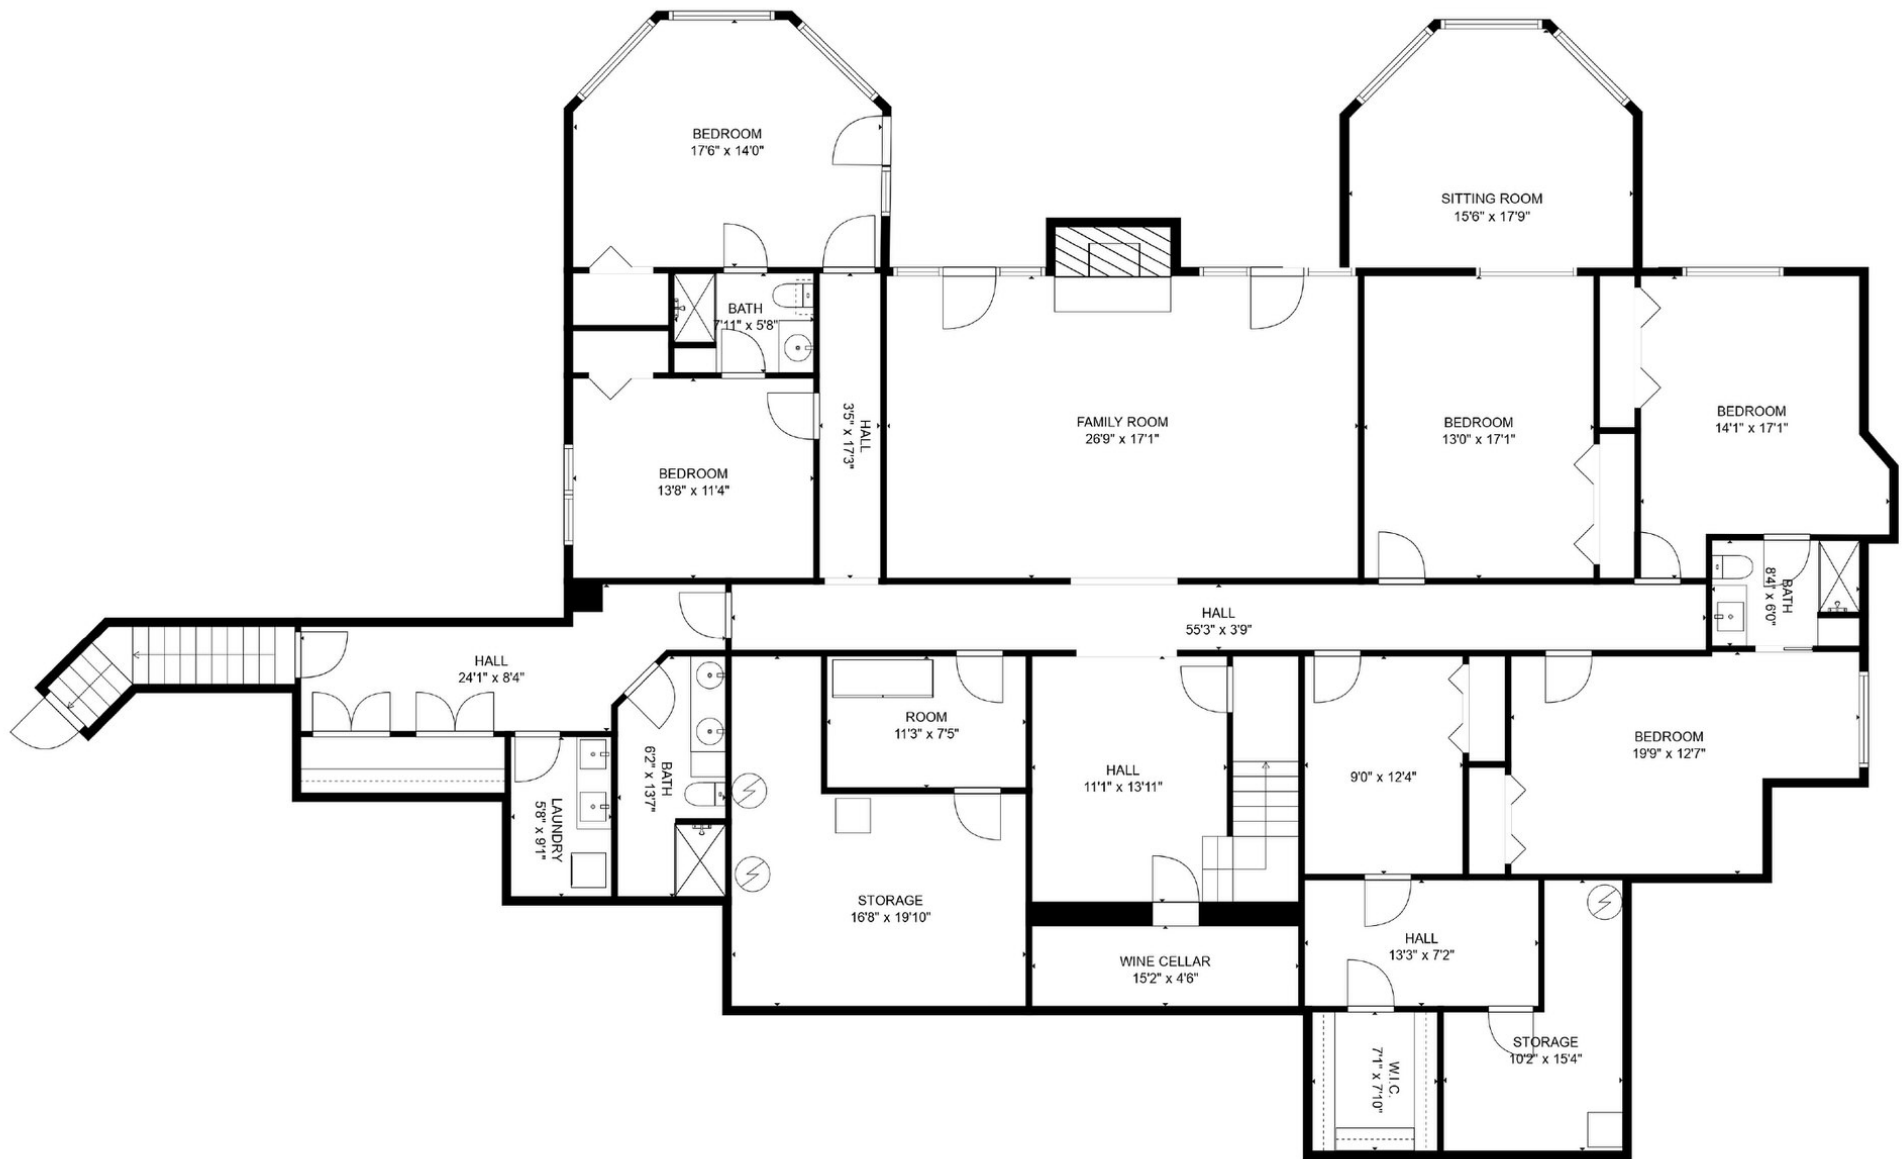 BEDROOM
17'6" x 14'0"
SITTING ROOM
15'6" x 17'9"
BATH
7'11" x 5'8"
HALL
3'5" x 17'3"
FAMILY ROOM
26'9" x 17'1"
BEDROOM
13'0" x 17'1"
BEDROOM
14'1" x 17'1"
BEDROOM
13'8" x 11'4"
BATH
8'4" x 6'0"
HALL
55'3" x 3'9"
HALL
24'1" x 8'4"
ROOM
11'3" x 7'5"
BATH
6'2" x 13'7"
HALL
11'1" x 13'11"
9'0" x 12'4"
BEDROOM
19'9" x 12'7"
LAUNDRY
5'8" x 9'1"
STORAGE
16'8" x 19'10"
WINE CELLAR
15'2" x 4'6"
HALL
13'3" x 7'2"
STORAGE
10'2" x 15'4"
W.I.C.
7'1" x 7'10"